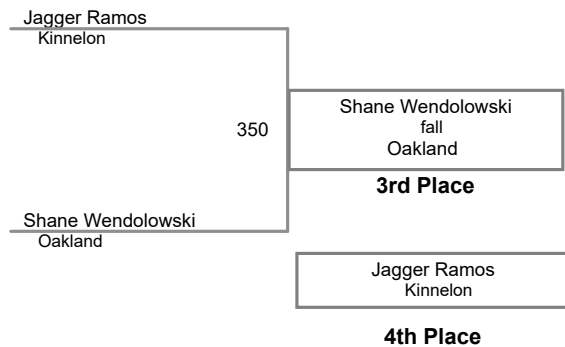 Jagger Ramos
Kinnelon
350
Shane Wendolowski
fall
Oakland
3rd Place
Shane Wendolowski
Oakland
Jagger Ramos
Kinnelon
4th Place